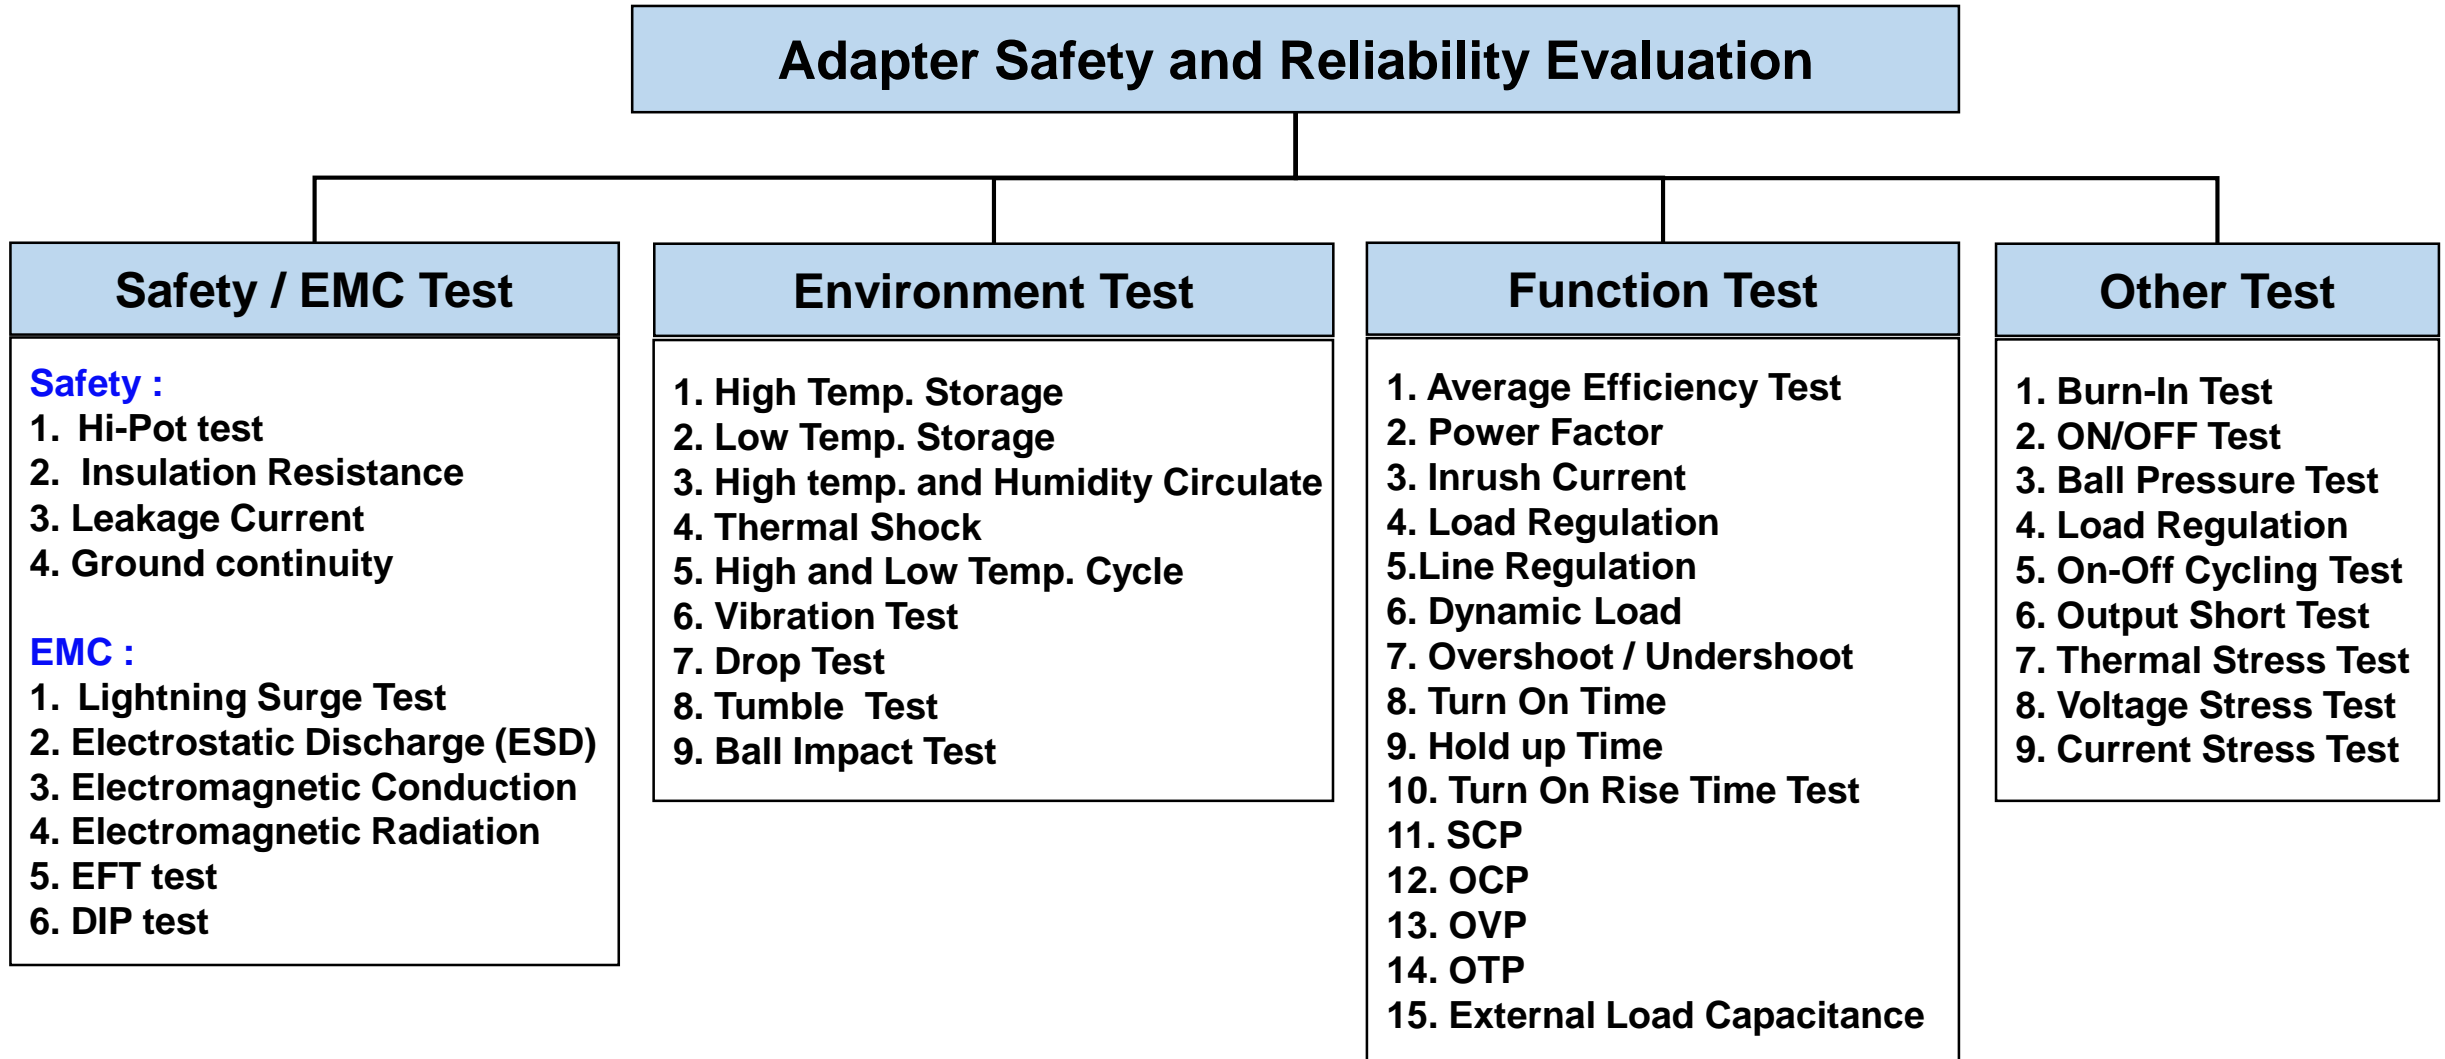 Adapter Safety and Reliability Evaluation
Safety / EMC Test
Safety :
1. Hi-Pot test
2. Insulation Resistance
3. Leakage Current
4. Ground continuity
EMC :
1. Lightning Surge Test
2. Electrostatic Discharge (ESD)
3. Electromagnetic Conduction
4. Electromagnetic Radiation
5. EFT test
6. DIP test
Environment Test
1. High Temp. Storage
2. Low Temp. Storage
3. High temp. and Humidity Circulate
4. Thermal Shock
5. High and Low Temp. Cycle
6. Vibration Test
7. Drop Test
8. Tumble Test
9. Ball Impact Test
Function Test
1. Average Efficiency Test
2. Power Factor
3. Inrush Current
4. Load Regulation
5.Line Regulation
6. Dynamic Load
7. Overshoot / Undershoot
8. Turn On Time
9. Hold up Time
10. Turn On Rise Time Test
11. SCP
12. OCP
13. OVP
14. OTP
15. External Load Capacitance
Other Test
1. Burn-In Test
2. ON/OFF Test
3. Ball Pressure Test
4. Load Regulation
5. On-Off Cycling Test
6. Output Short Test
7. Thermal Stress Test
8. Voltage Stress Test
9. Current Stress Test